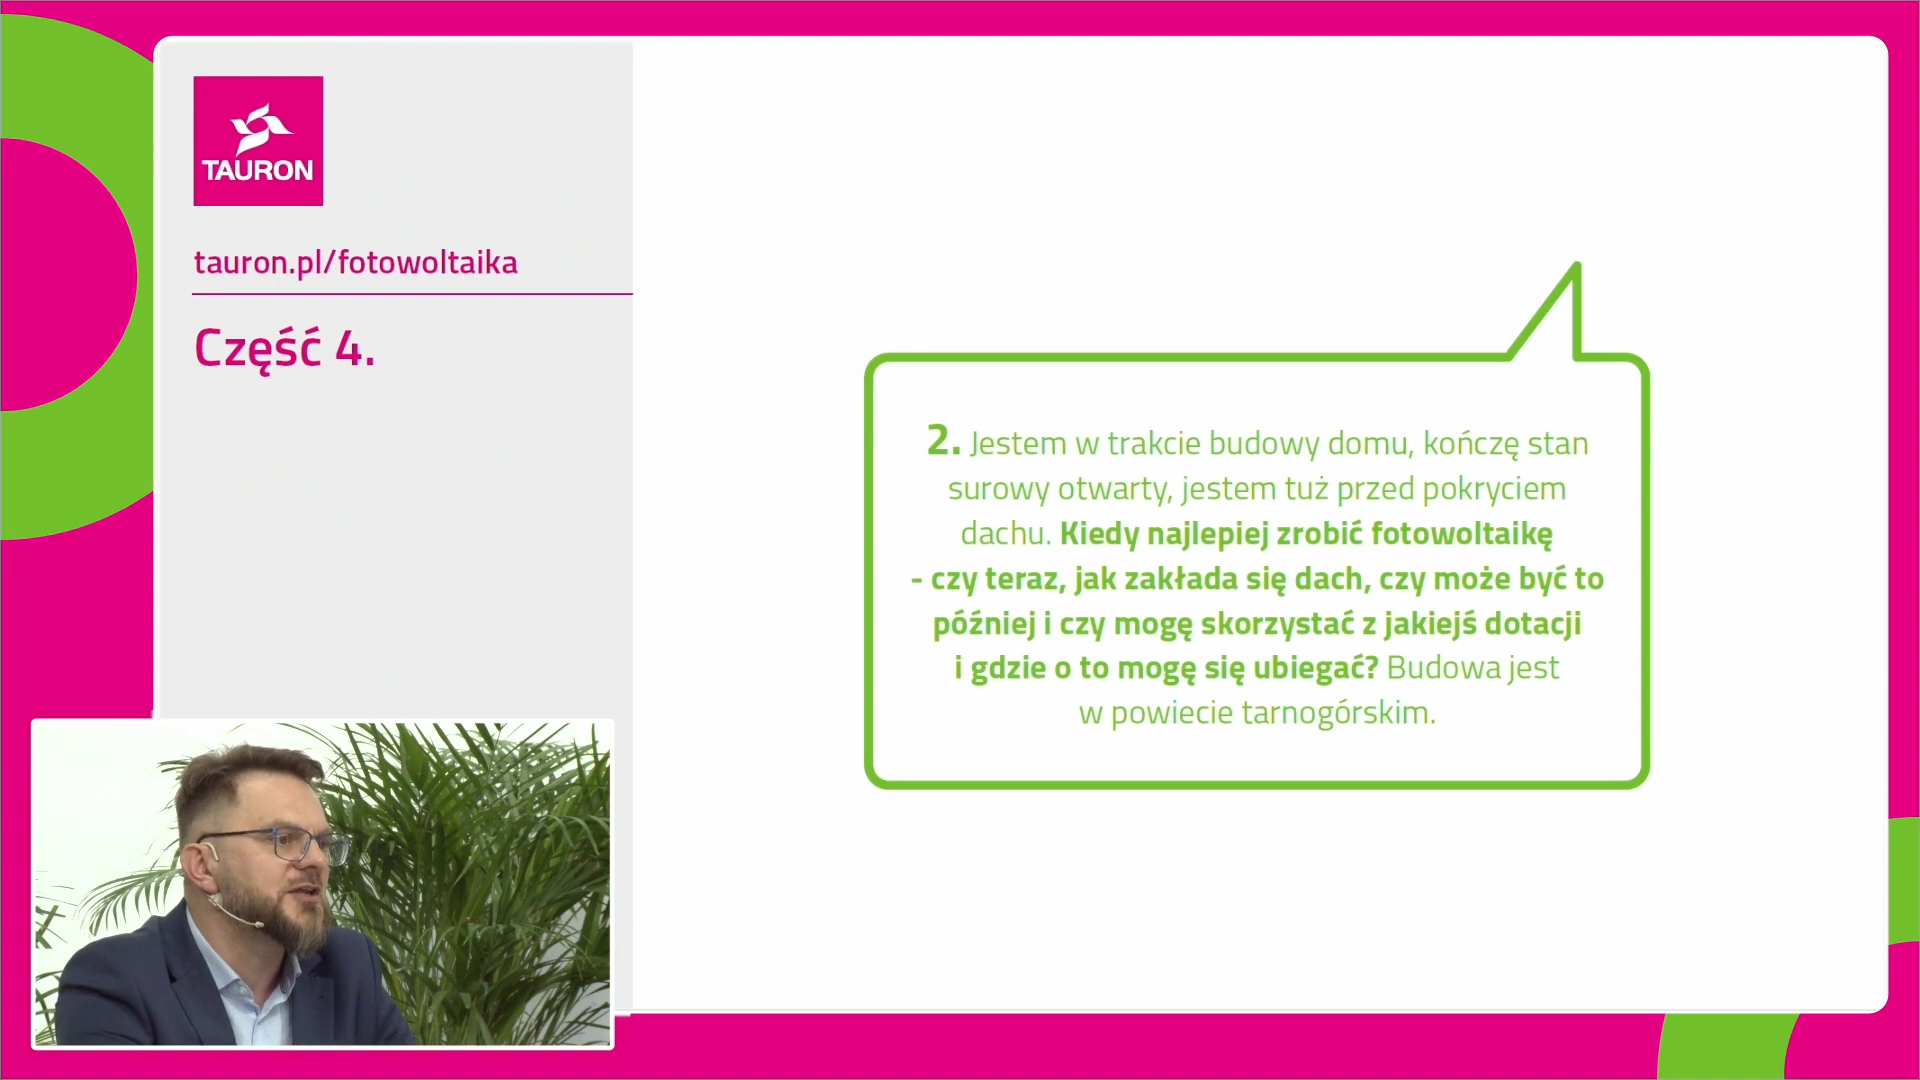 TAURON
tauron.pl/fotowoltaika
Część 4.
2. Jestem w trakcie budowy domu, kończę stan
surowy otwarty, jestem tuż przed pokryciem
dachu. Kiedy najlepiej zrobić fotowoltaikę
- czy teraz, jak zakłada się dach, czy może być to
później i czy mogę skorzystać z jakiejś dotacji
i gdzie o to mogę się ubiegać? Budowa jest
w powiecie tarnogórskim.